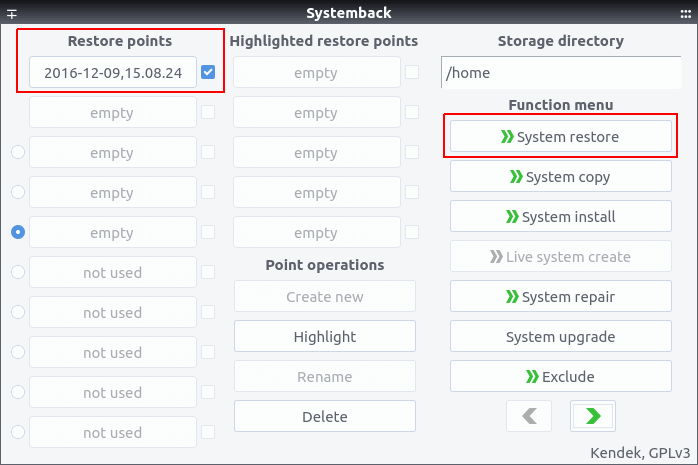 Systemback
Restore points
2016-12-09,15.08.24
empty
empty
empty
empty
not used
not used
not used
not used
not used
Highlighted restore points
empty
empty
empty
empty
empty
Point operations
Create new
Highlight
Rename
Delete
Storage directory
/home
Function menu
System restore
System copy
System install
Live system create
System repair
System upgrade
Exclude
Kendek, GPLv3